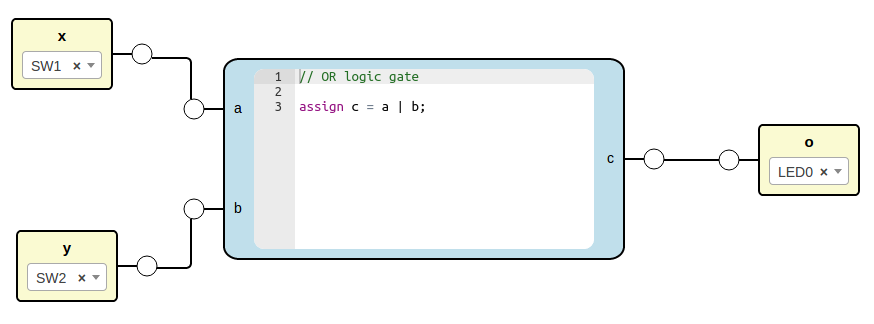 x
SW1 ×
a
1 // OR logic gate
2
3 assign c = a | b;
b
c
o
LED0 ×
y
SW2 ×